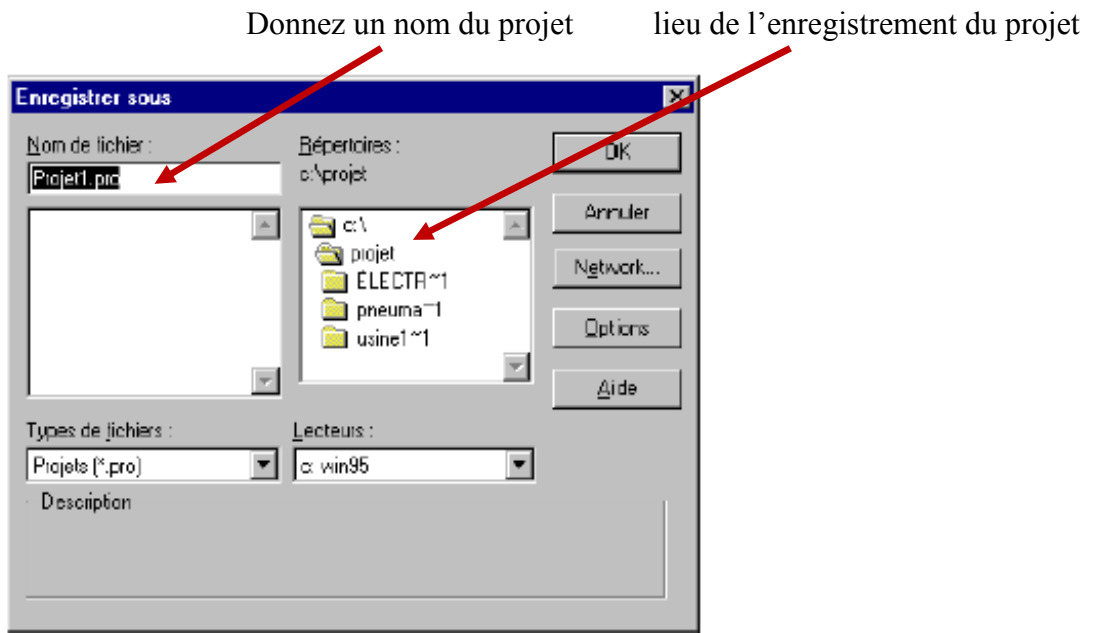 Donnez un nom du projet lieu de l’enregistrement du projet
Enregistrer sous
Nom de fichier : Répertoires : OK
Projet1.pro c:\projet
Annuler
c:\
projet Network...
ÉLECTR~1
pneuma~1 Options
usine1~1
Aide
Types de fichiers : Lecteurs :
Projets (*.pro) c: win95
Description